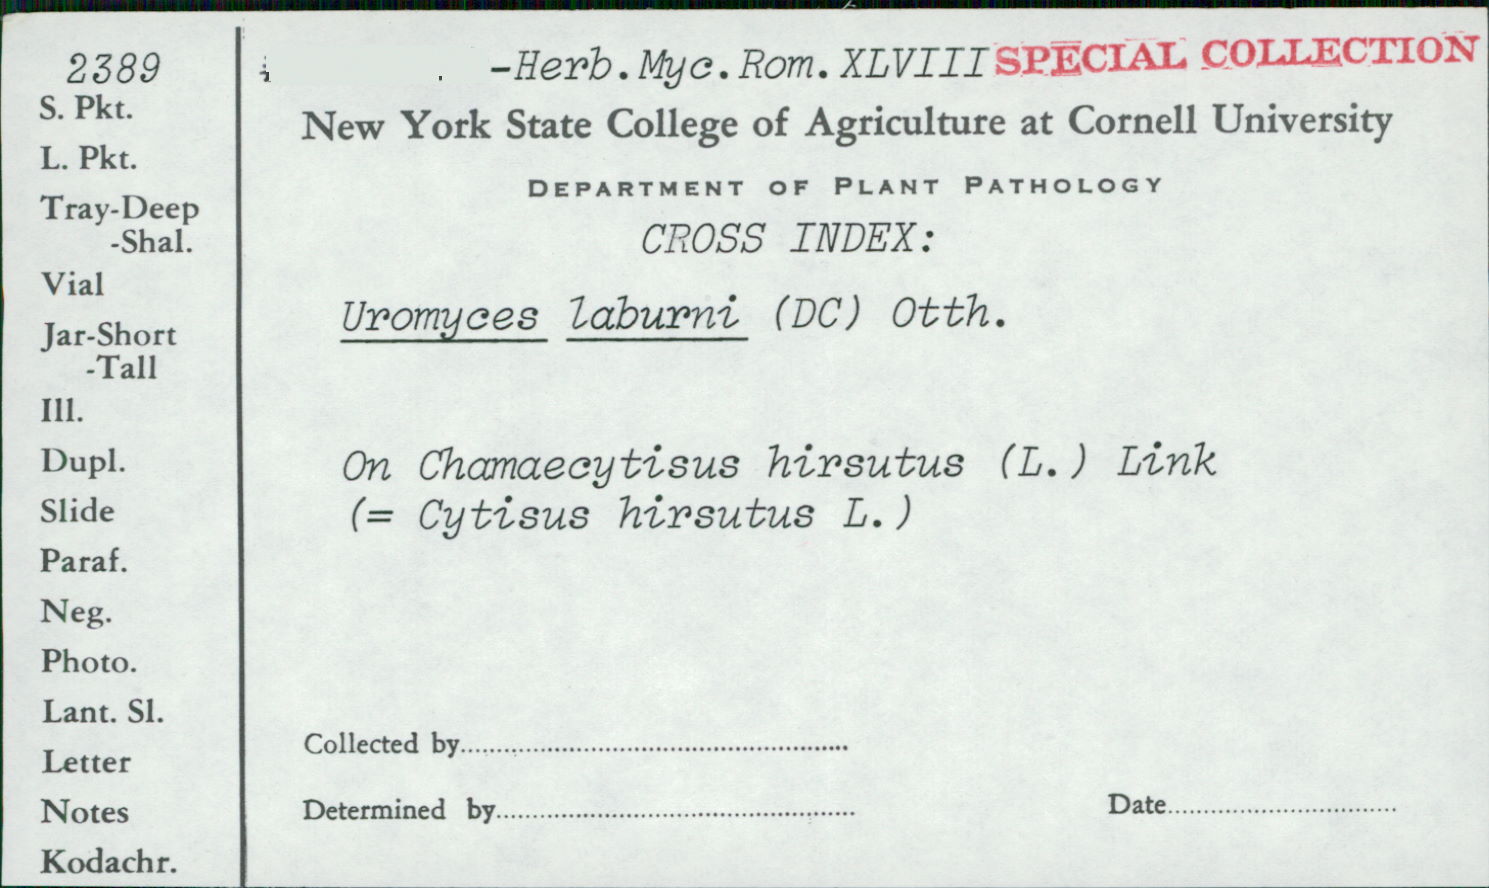 2389
-Herb.Myc.Rom. XLVIII SPECIAL COLLECTION
New York State College of Agriculture at Cornell University
DEPARTMENT OF PLANT PATHOLOGY
CROSS INDEX:
Uromyces laburni (DC) Otth.
On Chamaecytisus hirsutus (L.) Link
(= Cytisus hirsutus L.)
Collected by
Determined by
Date
S. Pkt.
L. Pkt.
Tray-Deep
-Shal.
Vial
Jar-Short
-Tall
Ill.
Dupl.
Slide
Paraf.
Neg.
Photo.
Lant. Sl.
Letter
Notes
Kodachr.